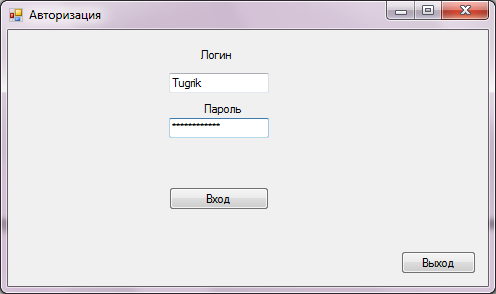 Авторизация
Логин
Tugrik
Пароль
************
Вход
Выход